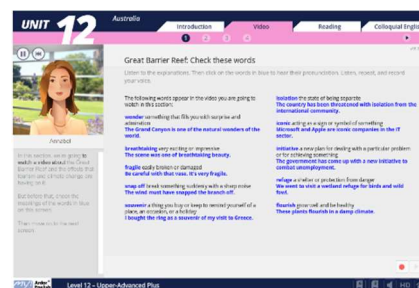 UNIT 12
Australia
Introduction
Video
Reading
Colloquial Englis
1 2 3 4
Great Barrier Reef: Check these words
Listen to the explanations. Then click on the words in blue to hear their pronunciation. Listen, repeat, and record
your voice.
The following words appear in the video you are going to
watch in this section:
wonder something that fills you with surprise and
admiration
The Grand Canyon is one of the natural wonders of the
world.
breathtaking very exciting or impressive
The scene was one of breathtaking beauty.
fragile easily broken or damaged
Be careful with that vase. It's very fragile.
snap off break something suddenly with a sharp noise
The wind must have snapped the branch off.
souvenir a thing you buy or keep to remind yourself of a
place, an occasion, or a holiday
I bought the ring as a souvenir of my visit to Greece.
isolation the state of being separate
The country has been threatened with isolation from the
international community.
iconic acting as a sign or symbol of something
Microsoft and Apple are iconic companies in the IT
sector.
initiative a new plan for dealing with a particular problem
or for achieving something
The government has come up with a new initiative to
combat unemployment.
refuge a shelter or protection from danger
We went to visit a wetland refuge for birds and wild
fowl.
flourish grow well and be healthy
These plants flourish in a damp climate.
Annabel
In this section, we're going to
watch a video about the Great
Barrier Reef and the effects that
tourism and climate change are
having on it.
But before that, check the
meanings of the words in blue
on this screen.
Then, move on to the next
screen.
Level 12 – Upper-Advanced Plus
HD